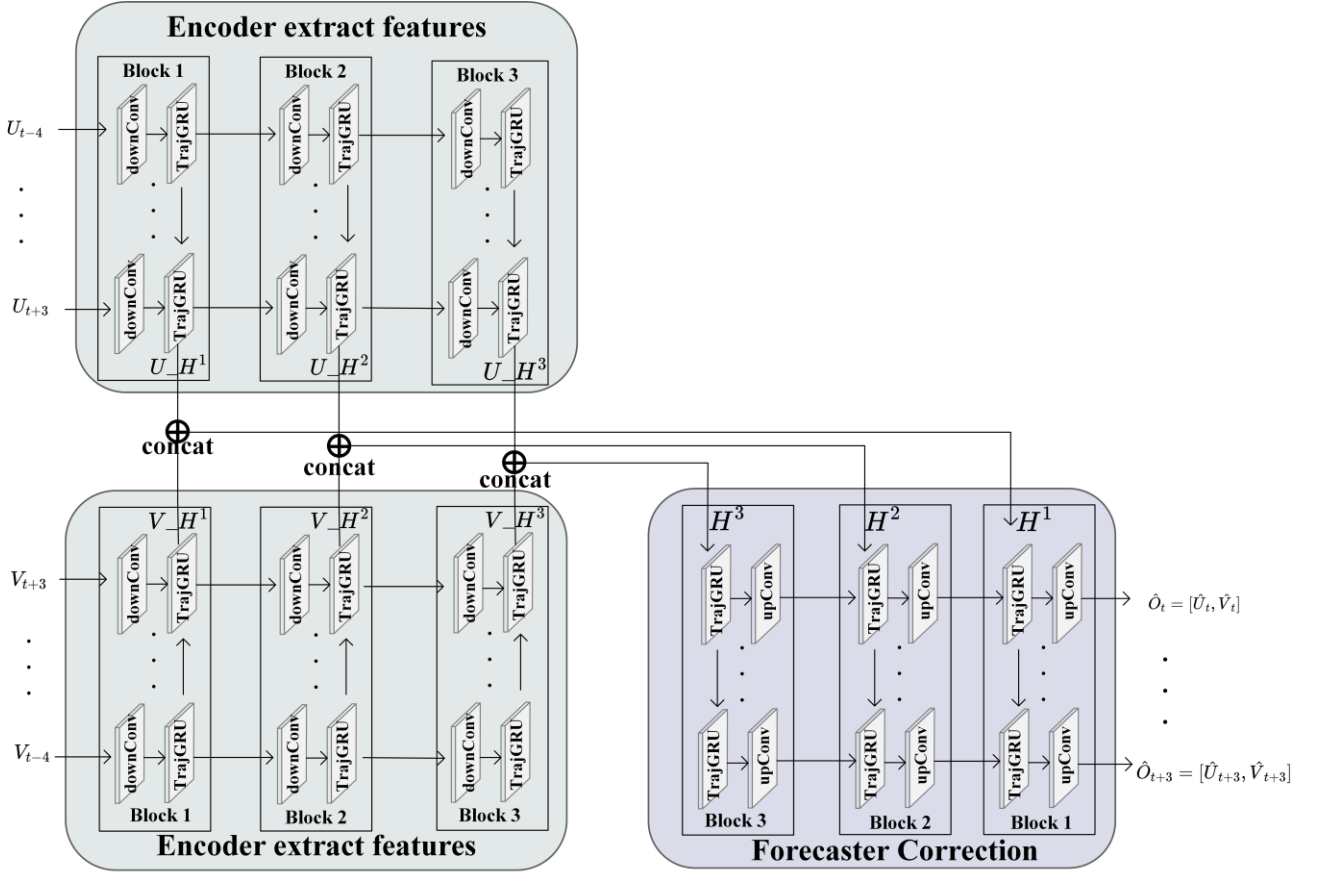 Encoder extract features
Block 1
Block 2
Block 3
U_{t-4}
downConv
TrajGRU
downConv
TrajGRU
downConv
TrajGRU
U_{t+3}
downConv
TrajGRU
downConv
TrajGRU
downConv
TrajGRU
U_H^1
U_H^2
U_H^3
concat
concat
concat
V_H^1
V_H^2
V_H^3
V_{t+3}
downConv
TrajGRU
downConv
TrajGRU
downConv
TrajGRU
V_{t-4}
downConv
TrajGRU
downConv
TrajGRU
downConv
TrajGRU
Block 1
Block 2
Block 3
Encoder extract features
H^3
H^2
H^1
TrajGRU
upConv
TrajGRU
upConv
TrajGRU
upConv
Ô_t = [Û_t, V̂_t]
TrajGRU
upConv
TrajGRU
upConv
TrajGRU
upConv
Ô_{t+3} = [Û_{t+3}, V̂_{t+3}]
Block 3
Block 2
Block 1
Forecaster Correction